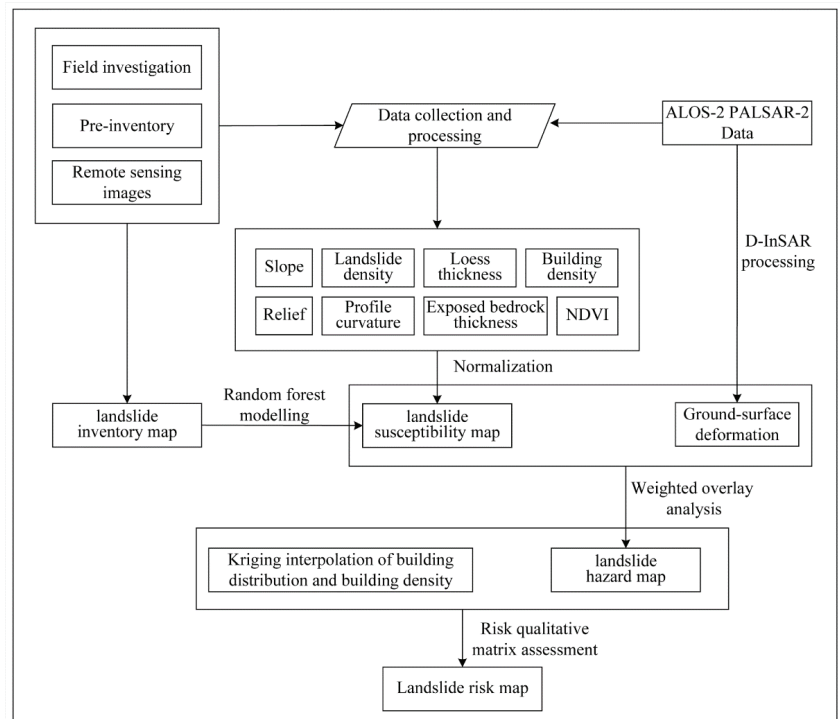 Field investigation
Pre-inventory
Remote sensing
images
Data collection and
processing
ALOS-2 PALSAR-2
Data
D-InSAR
processing
Slope
Landslide
density
Loess
thickness
Building
density
Relief
Profile
curvature
Exposed bedrock
thickness
NDVI
Normalization
landslide
inventory map
Random forest
modelling
landslide
susceptibility map
Ground-surface
deformation
Weighted overlay
analysis
Kriging interpolation of building
distribution and building density
landslide
hazard map
Risk qualitative
matrix assessment
Landslide risk map